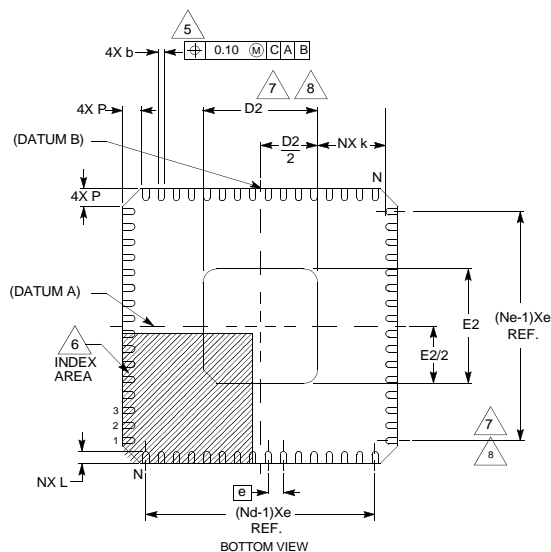 5
4X b
0.10 Ⓜ C A B
7 8
4X P
D2
(DATUM B)
D2
2
NX k
N
4X P
(DATUM A)
(Ne-1)Xe
REF.
E2
E2/2
6
INDEX
AREA
3
2
1
7
8
NX L
N
e
(Nd-1)Xe
REF.
BOTTOM VIEW